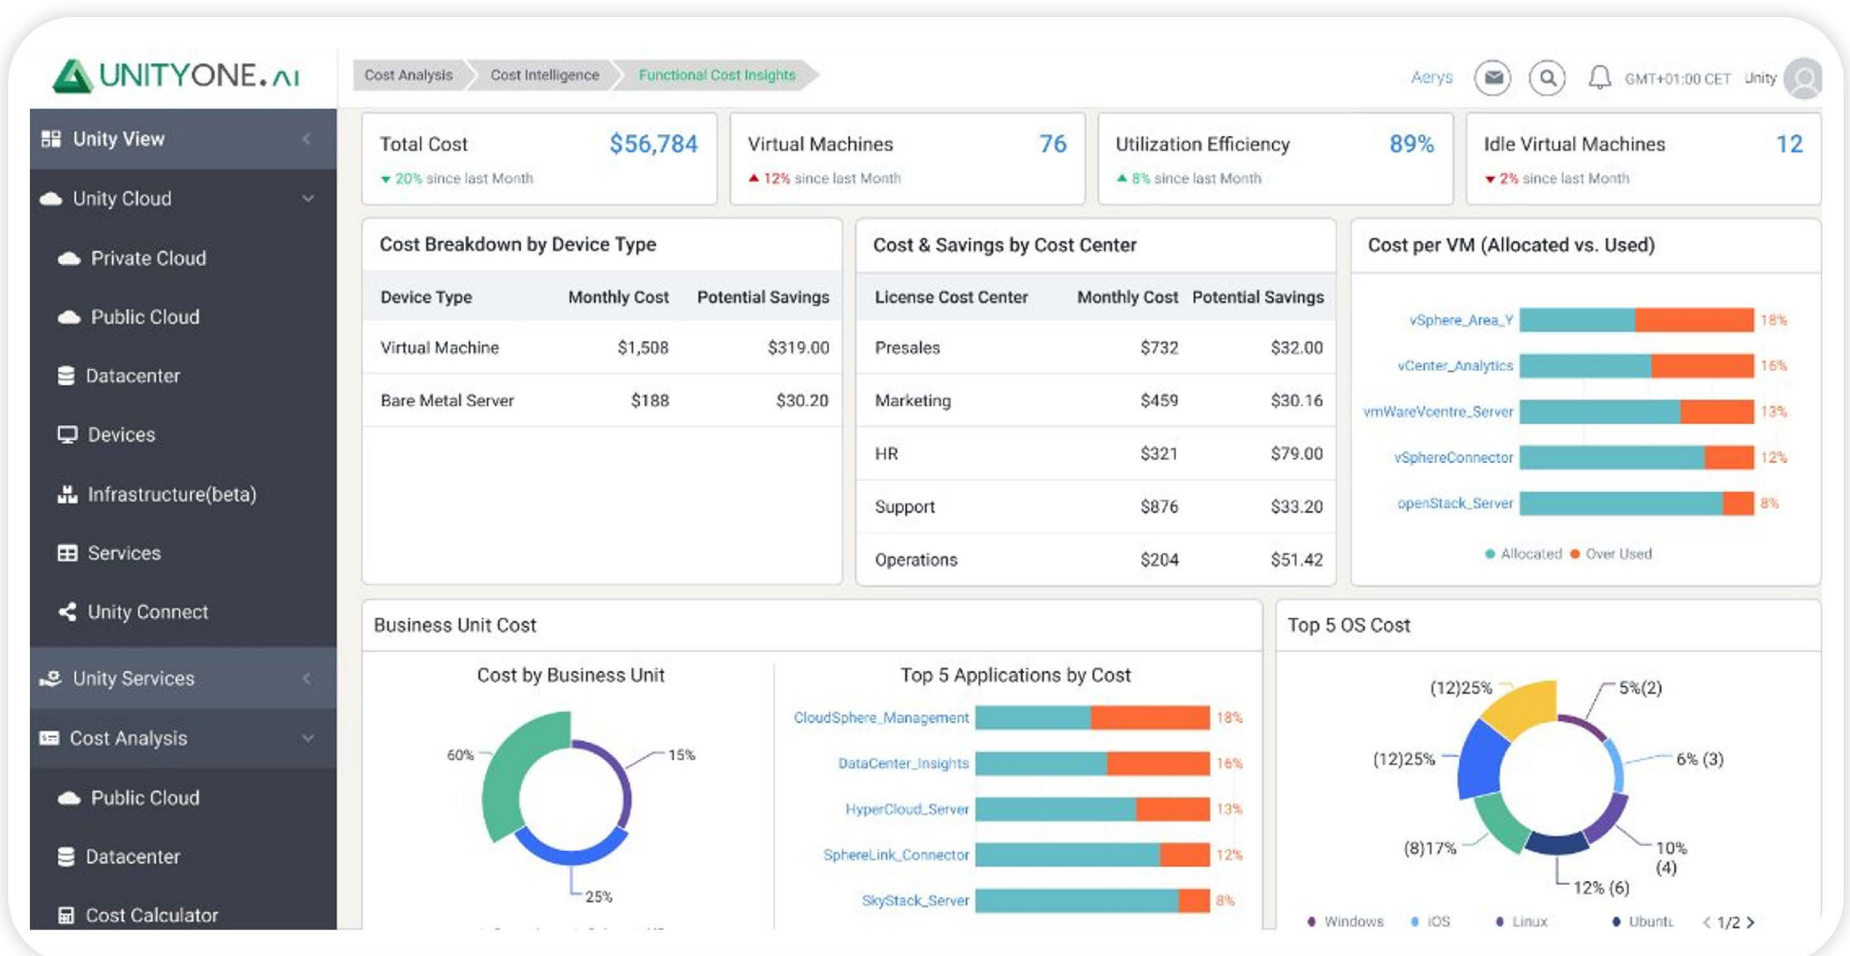 UNITYONE.AI
Cost Analysis Cost Intelligence Functional Cost Insights
Aerys GMT+01:00 CET Unity
Unity View
Unity Cloud
Private Cloud
Public Cloud
Datacenter
Devices
Infrastructure(beta)
Services
Unity Connect
Unity Services
Cost Analysis
Public Cloud
Datacenter
Cost Calculator
Total Cost $56,784
20% since last Month
Virtual Machines 76
12% since last Month
Utilization Efficiency 89%
8% since last Month
Idle Virtual Machines 12
2% since last Month
Cost Breakdown by Device Type
Device Type Monthly Cost Potential Savings
Virtual Machine $1,508 $319.00
Bare Metal Server $188 $30.20
Cost & Savings by Cost Center
License Cost Center Monthly Cost Potential Savings
Presales $732 $32.00
Marketing $459 $30.16
HR $321 $79.00
Support $876 $33.20
Operations $204 $51.42
Cost per VM (Allocated vs. Used)
vSphere_Area_Y 18%
vCenter_Analytics 16%
vmWareVcentre_Server 13%
vSphereConnector 12%
openStack_Server 8%
Allocated Over Used
Business Unit Cost
Cost by Business Unit
60%
15%
25%
Top 5 Applications by Cost
CloudSphere_Management 18%
DataCenter_Insights 16%
HyperCloud_Server 13%
SphereLink_Connector 12%
SkyStack_Server 8%
Top 5 OS Cost
(12)25% 5%(2)
(12)25% 6% (3)
(8)17% 10%
(4)
12% (6)
Windows iOS Linux Ubuntu < 1/2 >